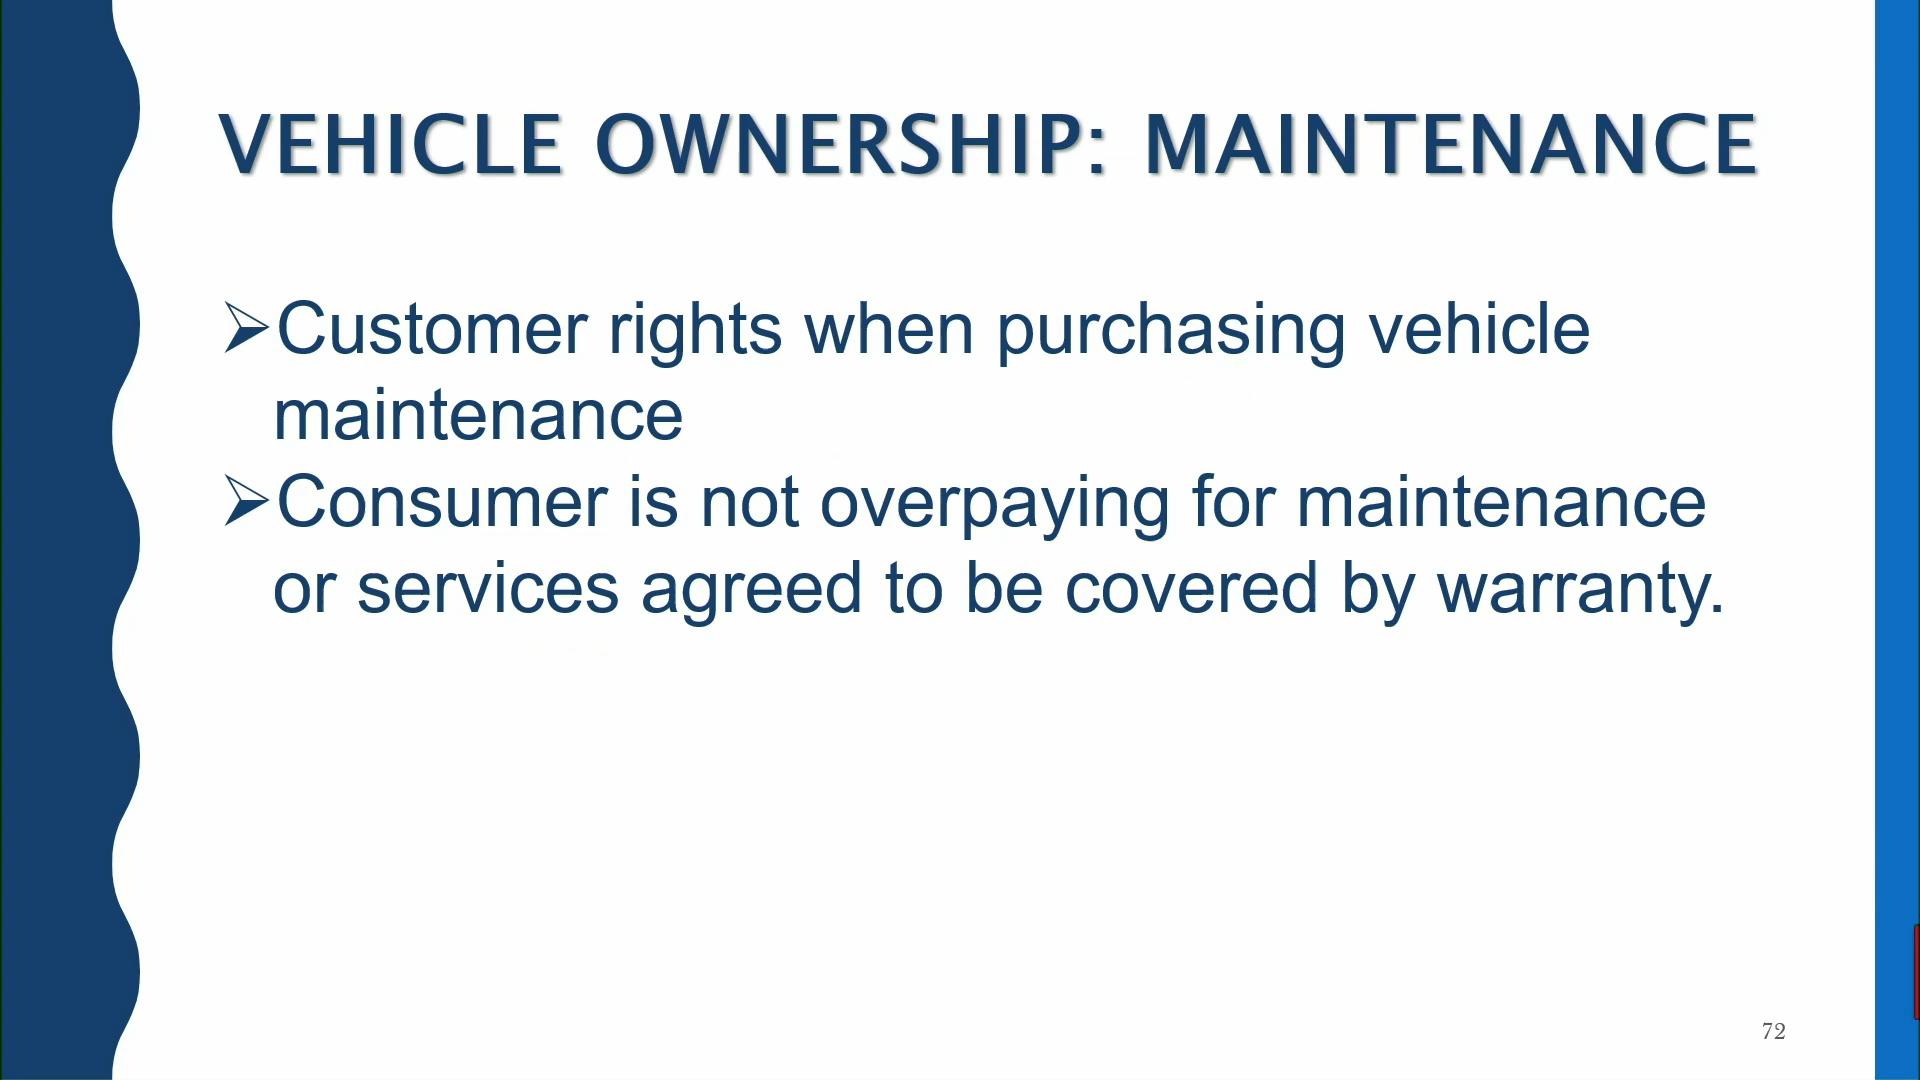 VEHICLE OWNERSHIP: MAINTENANCE
➢Customer rights when purchasing vehicle
maintenance
➢Consumer is not overpaying for maintenance
or services agreed to be covered by warranty.
72